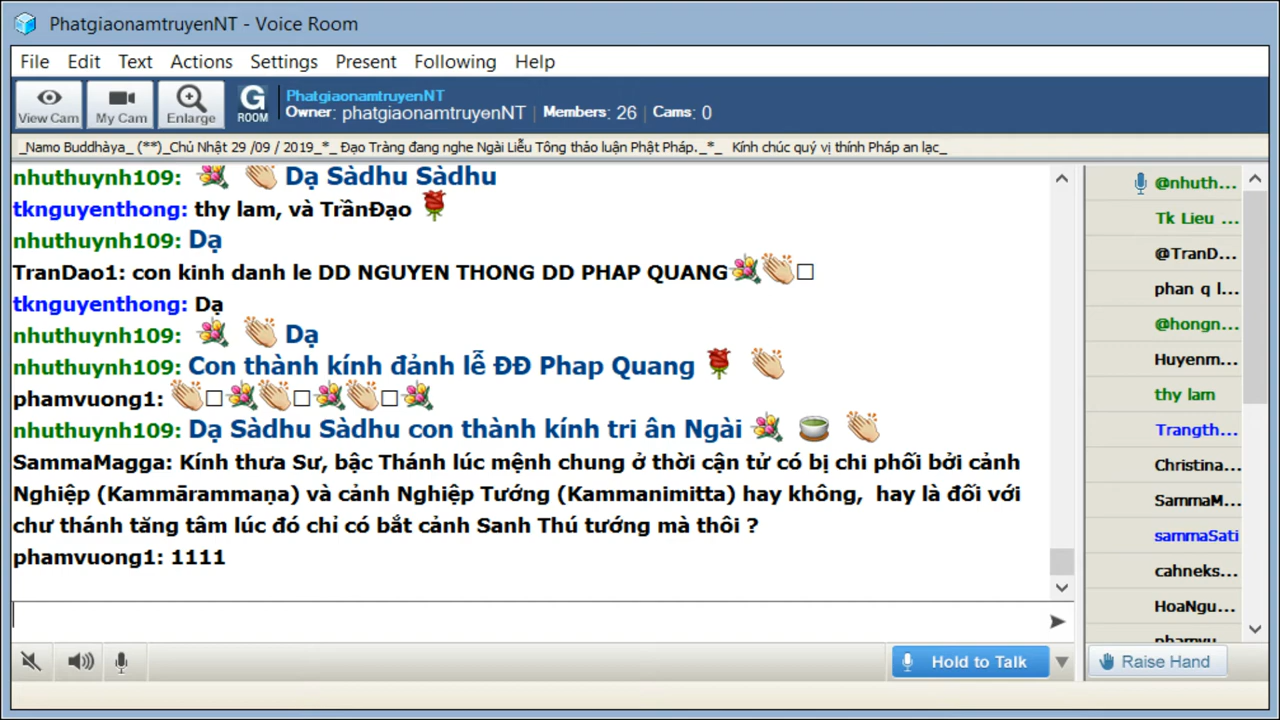 PhatgiaonamtruyenNT - Voice Room
File Edit Text Actions Settings Present Following Help
View Cam My Cam Enlarge G ROOM PhatgiaonamtruyenNT
Owner: phatgiaonamtruyenNT | Members: 26 | Cams: 0
_Namo Buddhàya_ (**)_Chủ Nhật 29 /09 / 2019_*_ Đạo Tràng đang nghe Ngài Liễu Tông thảo luận Phật Pháp._*_ Kính chúc quý vị thính Pháp an lạc_
nhuthuynh109: Dạ Sàdhu Sàdhu
tknguyenthong: thy lam, và TrầnĐạo
nhuthuynh109: Dạ
TranDao1: con kinh danh le DD NGUYEN THONG DD PHAP QUANG
tknguyenthong: Dạ
nhuthuynh109: Dạ
nhuthuynh109: Con thành kính đảnh lễ ĐĐ Phap Quang
phamvuong1:
nhuthuynh109: Dạ Sàdhu Sàdhu con thành kính tri ân Ngài
SammaMagga: Kính thưa Sư, bậc Thánh lúc mệnh chung ở thời cận tử có bị chi phối bởi cảnh
Nghiệp (Kammārammaṇa) và cảnh Nghiệp Tướng (Kammanimitta) hay không, hay là đối với
chư thánh tăng tâm lúc đó chỉ có bắt cảnh Sanh Thú tướng mà thôi ?
phamvuong1: 1111
@nhuth...
Tk Lieu ...
@TranD...
phan q l...
@hongn...
Huyenm...
thy lam
Trangth...
Christina...
SammaM...
sammaSati
cahneks...
HoaNgu...
Hold to Talk
Raise Hand